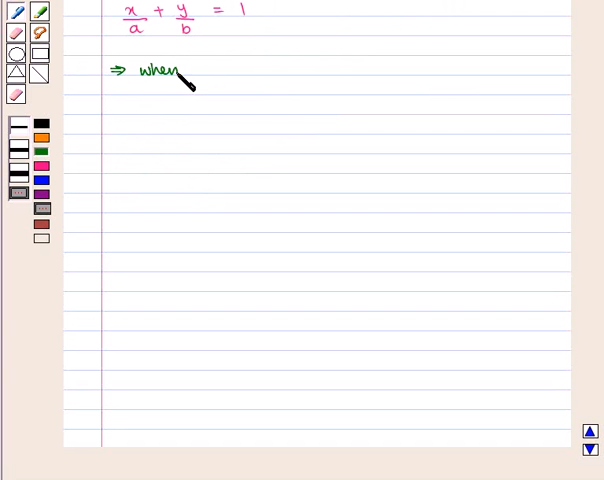 x/a + y/b = 1
⇒ when